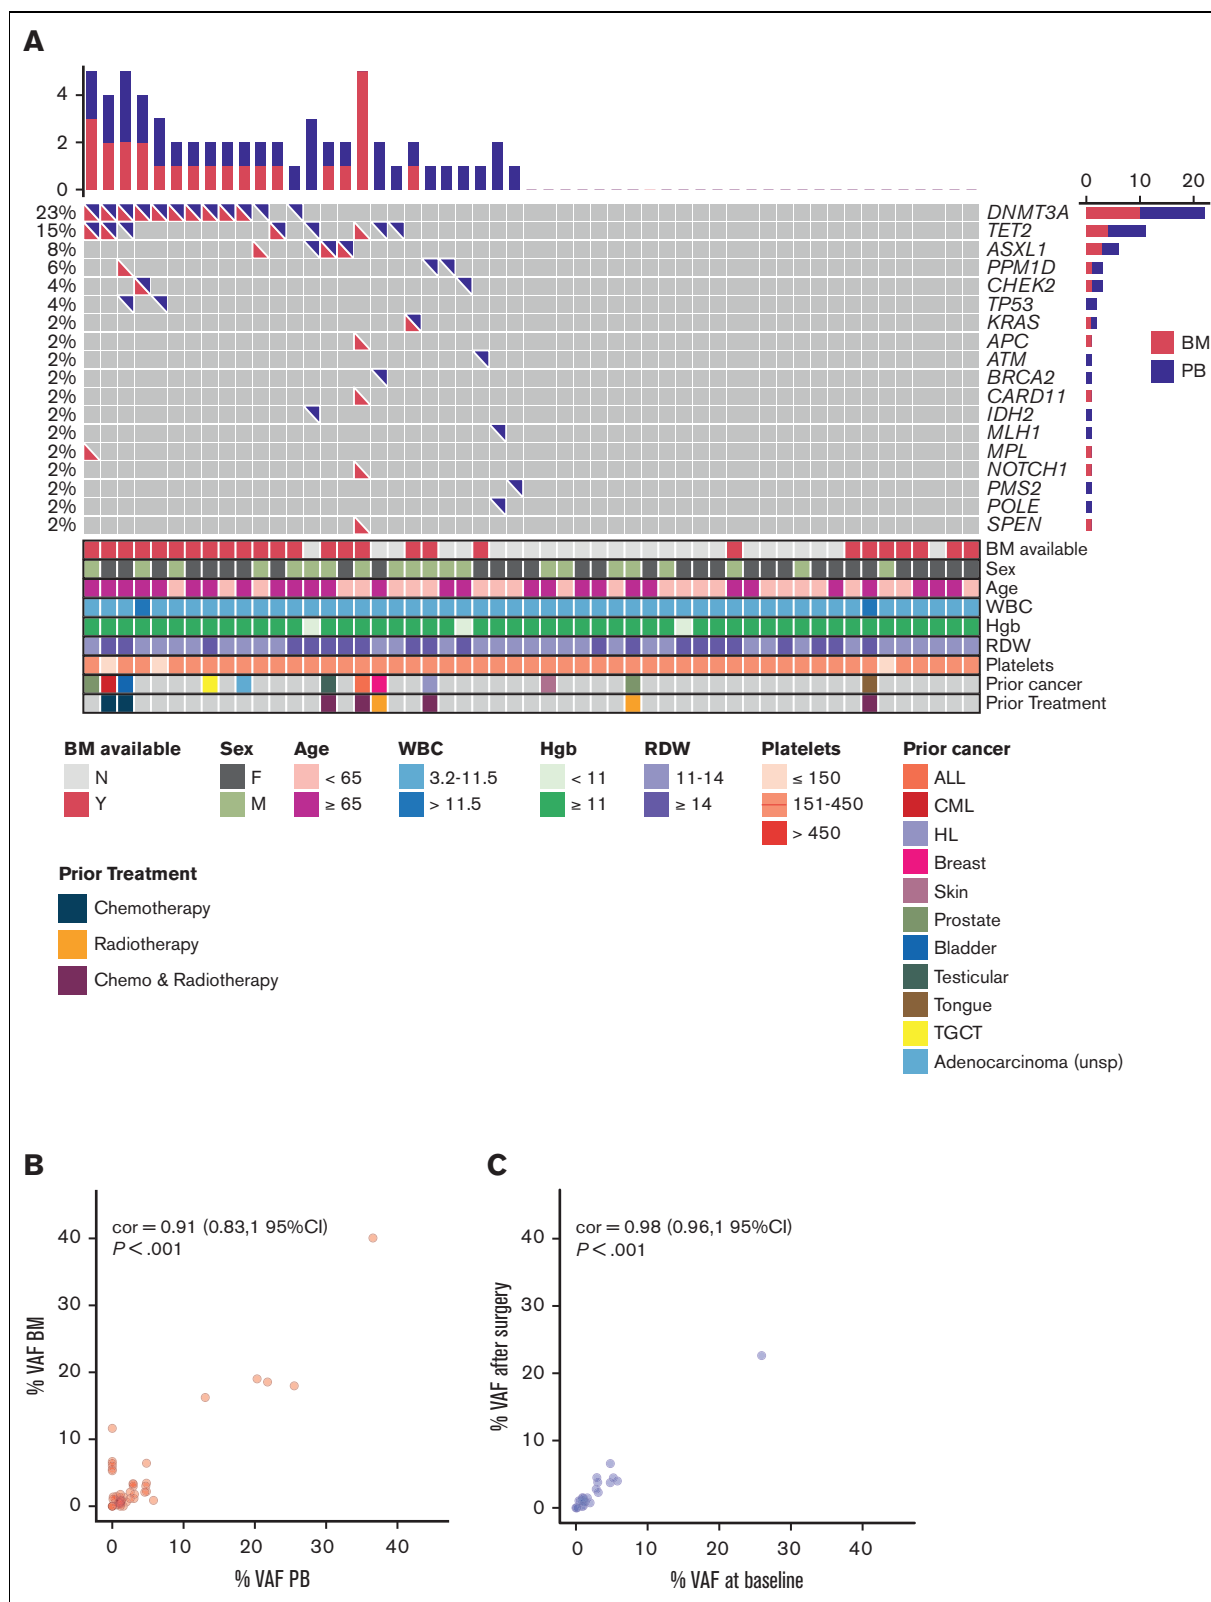 A
4
2
0
0 10 20
23% DNMT3A
15% TET2
8% ASXL1
6% PPM1D
4% CHEK2
4% TP53
2% KRAS
2% APC
2% ATM
2% BRCA2
2% CARD11
2% IDH2
2% MLH1
2% MPL
2% NOTCH1
2% PMS2
2% POLE
2% SPEN
BM
PB
BM available
Sex
Age
WBC
Hgb
RDW
Platelets
Prior cancer
Prior Treatment
BM available
N
Y
Sex
F
M
Age
< 65
≥ 65
WBC
3.2-11.5
> 11.5
Hgb
< 11
≥ 11
RDW
11-14
≥ 14
Platelets
≤ 150
151-450
> 450
Prior cancer
ALL
CML
HL
Breast
Skin
Prostate
Bladder
Testicular
Tongue
TGCT
Adenocarcinoma (unsp)
Prior Treatment
Chemotherapy
Radiotherapy
Chemo & Radiotherapy
B
cor = 0.91 (0.83,1 95%CI)
P < .001
% VAF BM
40
30
20
10
0
0 10 20 30 40
% VAF PB
C
cor = 0.98 (0.96,1 95%CI)
P < .001
% VAF after surgery
40
30
20
10
0
0 10 20 30 40
% VAF at baseline